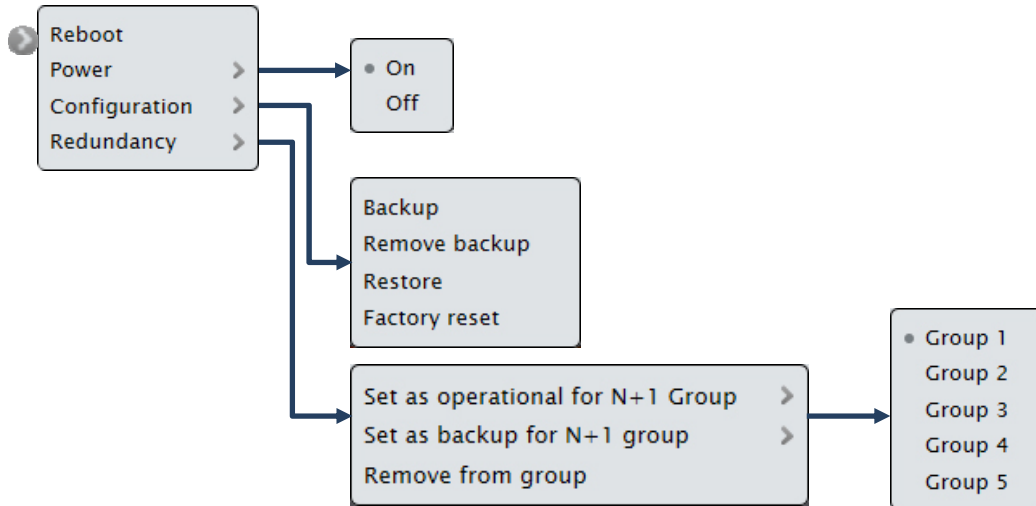 Reboot
Power
Configuration
Redundancy
On
Off
Backup
Remove backup
Restore
Factory reset
Set as operational for N+1 Group
Set as backup for N+1 group
Remove from group
Group 1
Group 2
Group 3
Group 4
Group 5